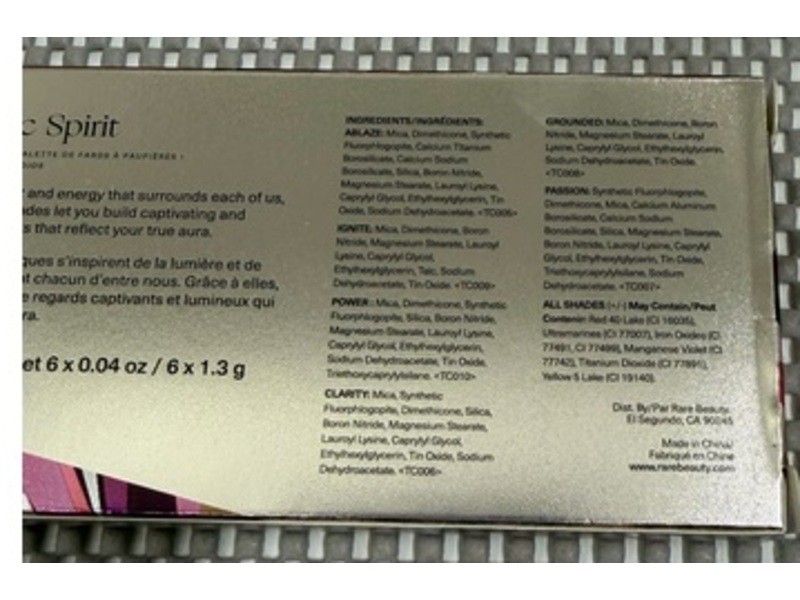 c Spirit
ALETTE DE FARDS À PAUPIÈRES
and energy that surrounds each of us,
des let you build captivating and
s that reflect your true aura.
ques s'inspirent de la lumière et de
t chacun d'entre nous. Grâce à elles,
e regards captivants et lumineux qui
ra.
et 6 x 0.04 oz / 6 x 1.3 g
INGREDIENTS/INGRÉDIENTS:
ABLAZE: Mica, Dimethicone, Synthetic
Fluorphlogopite, Calcium Titanium
Borosilicate, Calcium Sodium
Borosilicate, Silica, Boron Nitride,
Magnesium Stearate, Lauroyl Lysine,
Caprylyl Glycol, Ethylhexylglycerin, Tin
Oxide, Sodium Dehydroacetate.
IGNITE: Mica, Dimethicone, Boron
Nitride, Magnesium Stearate, Lauroyl
Lysine, Caprylyl Glycol,
Ethylhexylglycerin, Talc, Sodium
Dehydroacetate, Tin Oxide. <TC009>
POWER: Mica, Dimethicone, Synthetic
Fluorphlogopite, Silica, Boron Nitride,
Magnesium Stearate, Lauroyl Lysine,
Caprylyl Glycol, Ethylhexylglycerin,
Sodium Dehydroacetate, Tin Oxide,
Triethoxycaprylylsilane. <TC010>
CLARITY: Mica, Synthetic
Fluorphlogopite, Dimethicone, Silica,
Boron Nitride, Magnesium Stearate,
Lauroyl Lysine, Caprylyl Glycol,
Ethylhexylglycerin, Tin Oxide, Sodium
Dehydroacetate. <TC006>
GROUNDED: Mica, Dimethicone, Boron
Nitride, Magnesium Stearate, Lauroyl
Lysine, Caprylyl Glycol, Ethylhexylglycerin,
Sodium Dehydroacetate, Tin Oxide.
<TC008>
PASSION: Synthetic Fluorphlogopite,
Dimethicone, Mica, Calcium Aluminum
Borosilicate, Calcium Sodium
Borosilicate, Silica, Magnesium Stearate,
Boron Nitride, Lauroyl Lysine, Caprylyl
Glycol, Ethylhexylglycerin, Tin Oxide,
Triethoxycaprylylsilane, Sodium
Dehydroacetate. <TC007>
ALL SHADES [+/-] May Contain/Peut
Contenir: Red 40 Lake (CI 16035),
Ultramarines (CI 77007), Iron Oxides (CI
77491, CI 77499), Manganese Violet (CI
77742), Titanium Dioxide (CI 77891),
Yellow 5 Lake (CI 19140).
Dist. By/Par Rare Beauty.
El Segundo, CA 90245
Made in China/
Fabriqué en Chine
www.rarebeauty.com